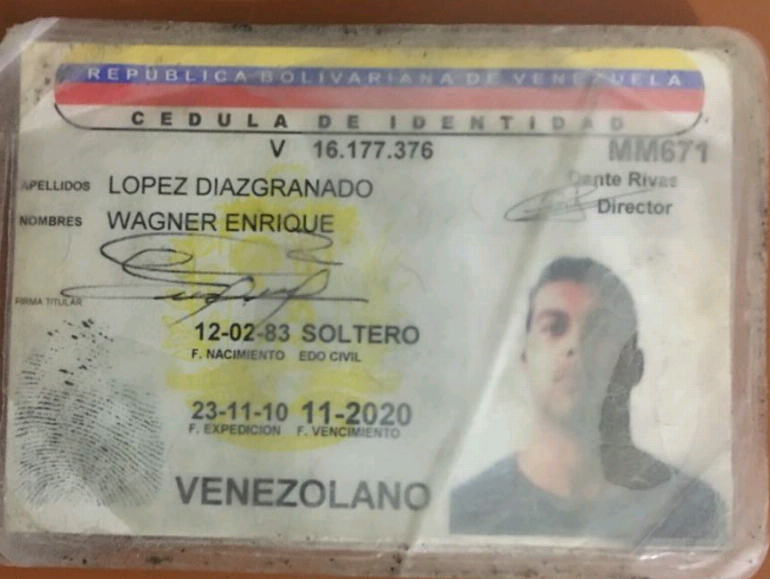 REPÚBLICA BOLIVARIANA DE VENEZUELA
CEDULA DE IDENTIDAD
V 16.177.376 MM671
APELLIDOS LOPEZ DIAZGRANADO Dante Rivas
NOMBRES WAGNER ENRIQUE Director
FIRMA TITULAR
12-02-83 SOLTERO
F. NACIMIENTO EDO CIVIL
23-11-10 11-2020
F. EXPEDICION F. VENCIMIENTO
VENEZOLANO